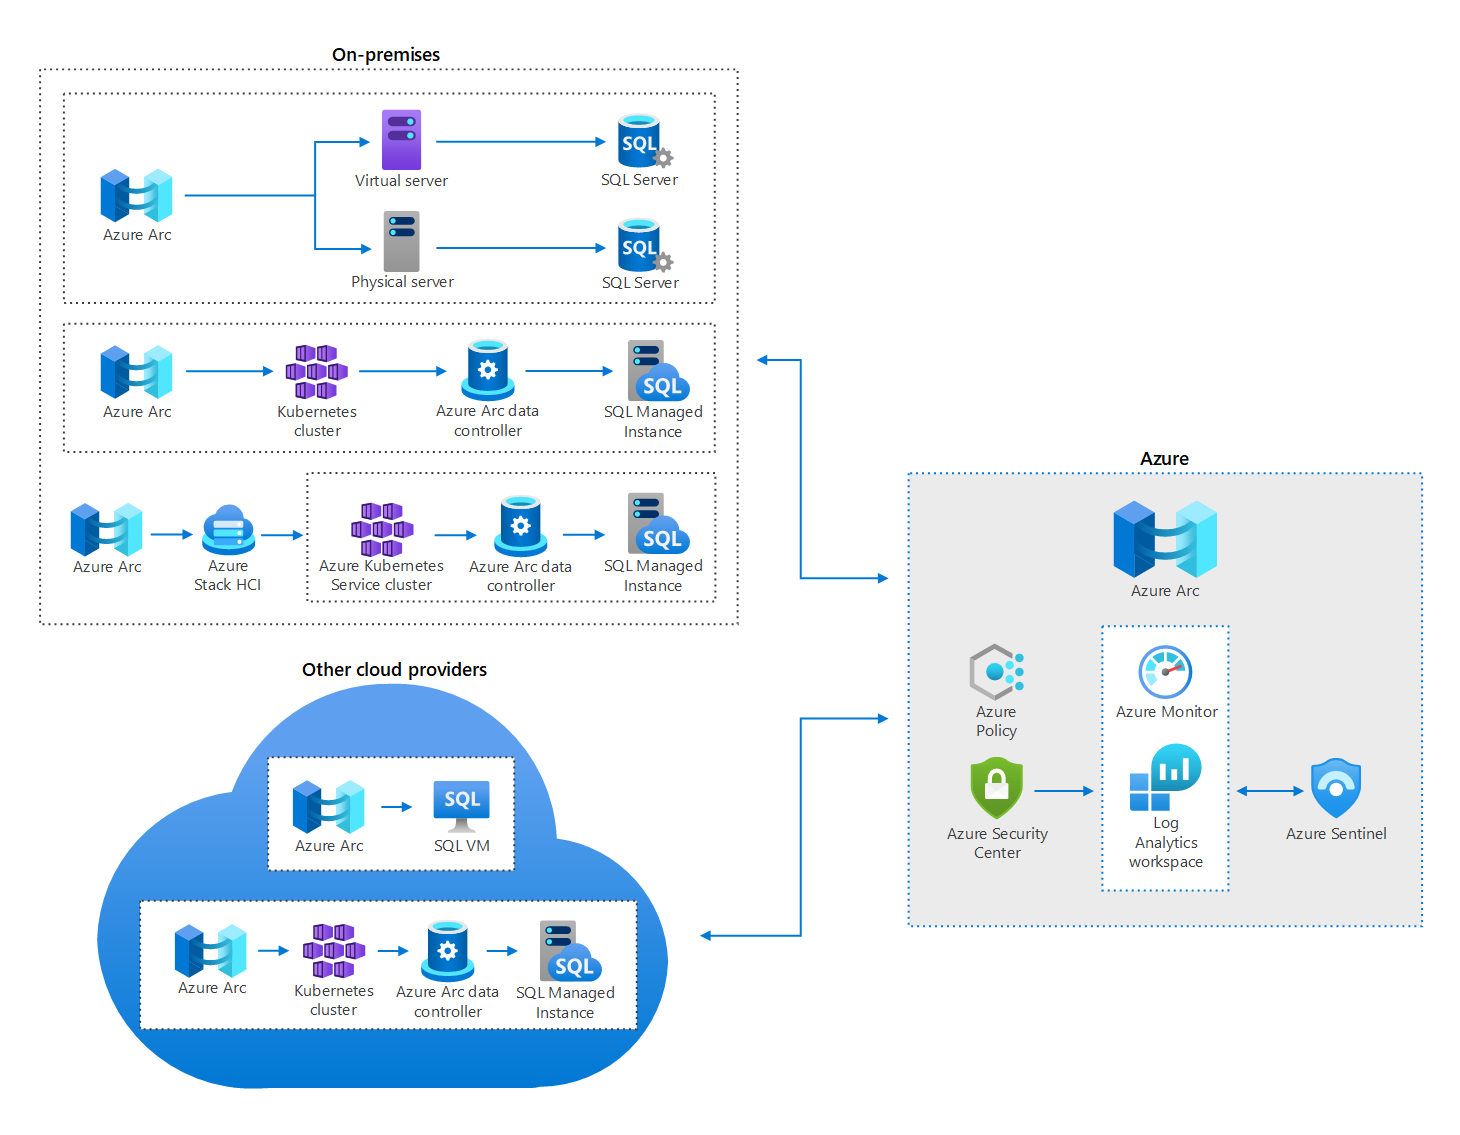 On-premises
Virtual server
SQL
SQL Server
Azure Arc
Physical server
SQL
SQL Server
Azure Arc
Kubernetes
cluster
Azure Arc data
controller
SQL
SQL Managed
Instance
Azure Arc
Azure
Stack HCI
Azure Kubernetes
Service cluster
Azure Arc data
controller
SQL
SQL Managed
Instance
Other cloud providers
Azure Arc
SQL
SQL VM
Azure Arc
Kubernetes
cluster
Azure Arc data
controller
SQL
SQL Managed
Instance
Azure
Azure Arc
Azure
Policy
Azure Monitor
Azure Security
Center
Log
Analytics
workspace
Azure Sentinel